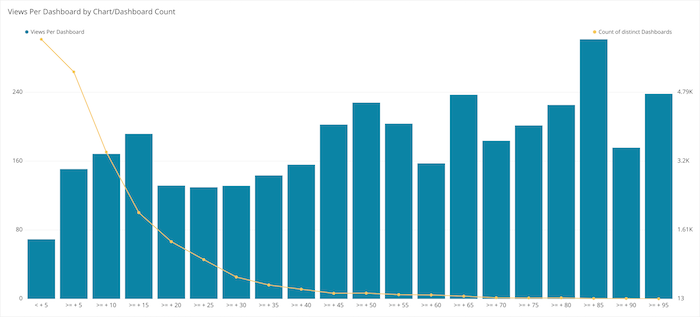 Views Per Dashboard by Chart/Dashboard Count
Views Per Dashboard
Count of distinct Dashboards
240
160
80
0
4.79K
3.2K
1.61K
13
< + 5
>= + 5
>= + 10
>= + 15
>= + 20
>= + 25
>= + 30
>= + 35
>= + 40
>= + 45
>= + 50
>= + 55
>= + 60
>= + 65
>= + 70
>= + 75
>= + 80
>= + 85
>= + 90
>= + 95